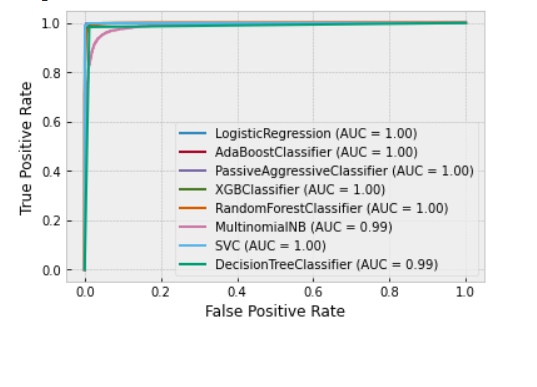 1.0
0.8
0.6
0.4
0.2
0.0
True Positive Rate
LogisticRegression (AUC = 1.00)
AdaBoostClassifier (AUC = 1.00)
PassiveAggressiveClassifier (AUC = 1.00)
XGBClassifier (AUC = 1.00)
RandomForestClassifier (AUC = 1.00)
MultinomialNB (AUC = 0.99)
SVC (AUC = 1.00)
DecisionTreeClassifier (AUC = 0.99)
0.0 0.2 0.4 0.6 0.8 1.0
False Positive Rate